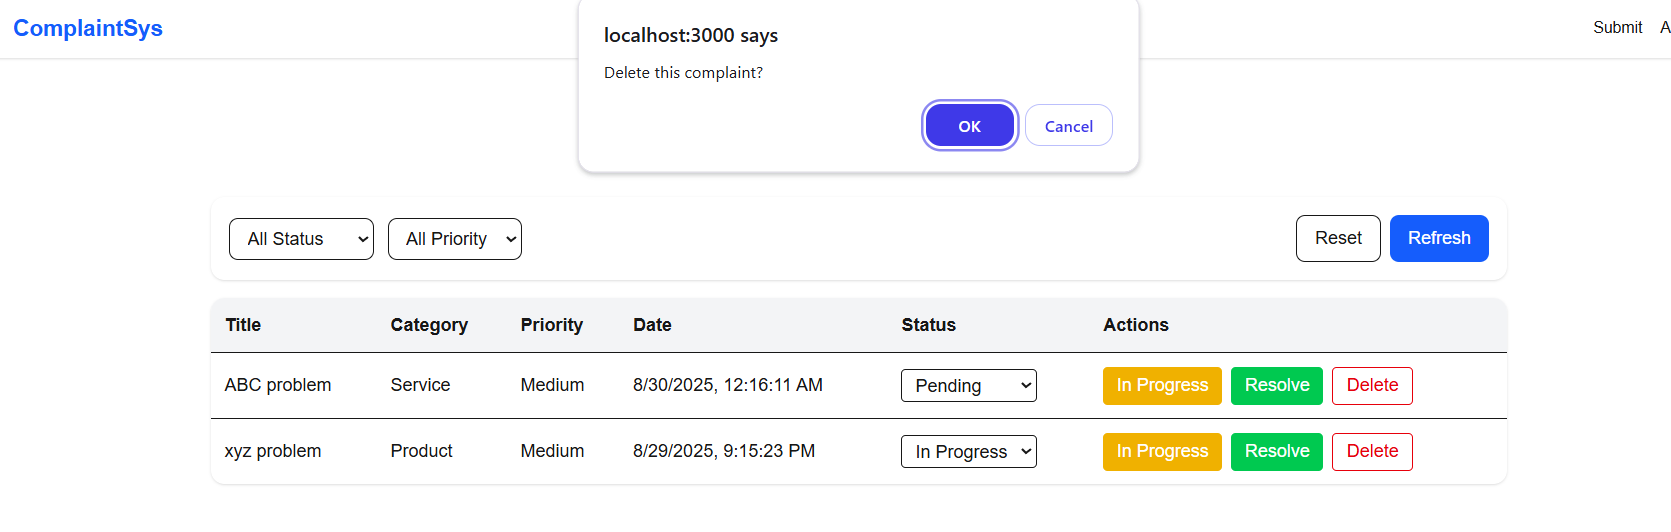 ComplaintSys
Submit A
localhost:3000 says
Delete this complaint?
OK Cancel
All Status All Priority Reset Refresh
Title Category Priority Date Status Actions
ABC problem Service Medium 8/30/2025, 12:16:11 AM Pending In Progress Resolve Delete
xyz problem Product Medium 8/29/2025, 9:15:23 PM In Progress In Progress Resolve Delete